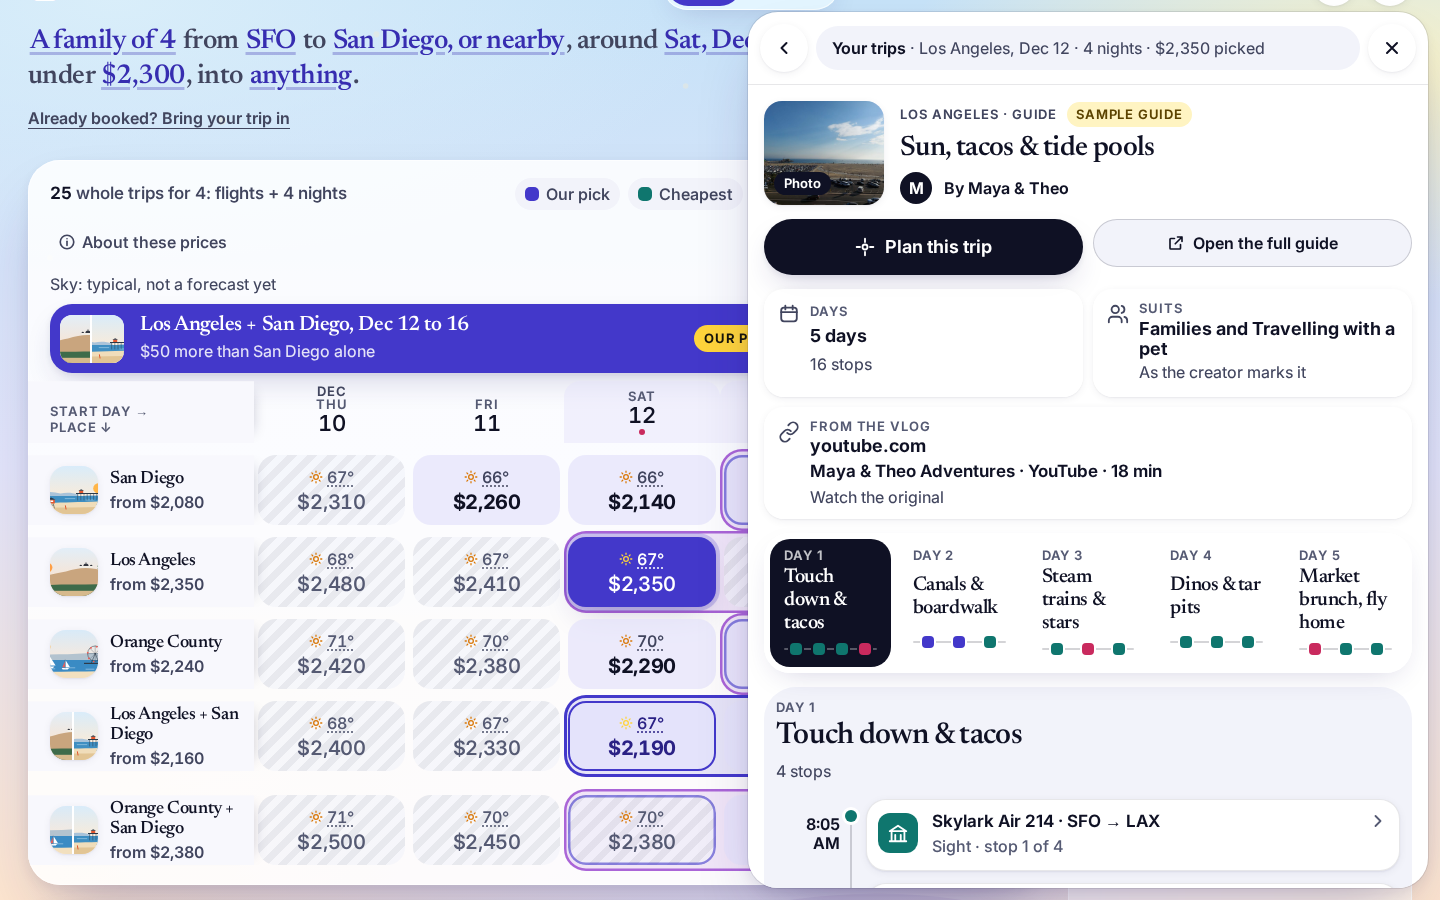 A family of 4 from SFO to San Diego, or nearby, around Sat, Dec
under $2,300, into anything.
Already booked? Bring your trip in
25 whole trips for 4: flights + 4 nights
Our pick
Cheapest
About these prices
Sky: typical, not a forecast yet
Los Angeles + San Diego, Dec 12 to 16
$50 more than San Diego alone
OUR P
START DAY →
PLACE ↓
DEC
THU
10
FRI
11
SAT
12
San Diego
from $2,080
67°
$2,310
66°
$2,260
66°
$2,140
Los Angeles
from $2,350
68°
$2,480
67°
$2,410
67°
$2,350
Orange County
from $2,240
71°
$2,420
70°
$2,380
70°
$2,290
Los Angeles + San
Diego
from $2,160
68°
$2,400
67°
$2,330
67°
$2,190
Orange County +
San Diego
from $2,380
71°
$2,500
70°
$2,450
70°
$2,380
Your trips · Los Angeles, Dec 12 · 4 nights · $2,350 picked
Photo
LOS ANGELES · GUIDE
SAMPLE GUIDE
Sun, tacos & tide pools
M
By Maya & Theo
Plan this trip
Open the full guide
DAYS
5 days
16 stops
SUITS
Families and Travelling with a
pet
As the creator marks it
FROM THE VLOG
youtube.com
Maya & Theo Adventures · YouTube · 18 min
Watch the original
DAY 1
Touch
down &
tacos
DAY 2
Canals &
boardwalk
DAY 3
Steam
trains &
stars
DAY 4
Dinos & tar
pits
DAY 5
Market
brunch, fly
home
DAY 1
Touch down & tacos
4 stops
8:05
AM
Skylark Air 214 · SFO → LAX
Sight · stop 1 of 4